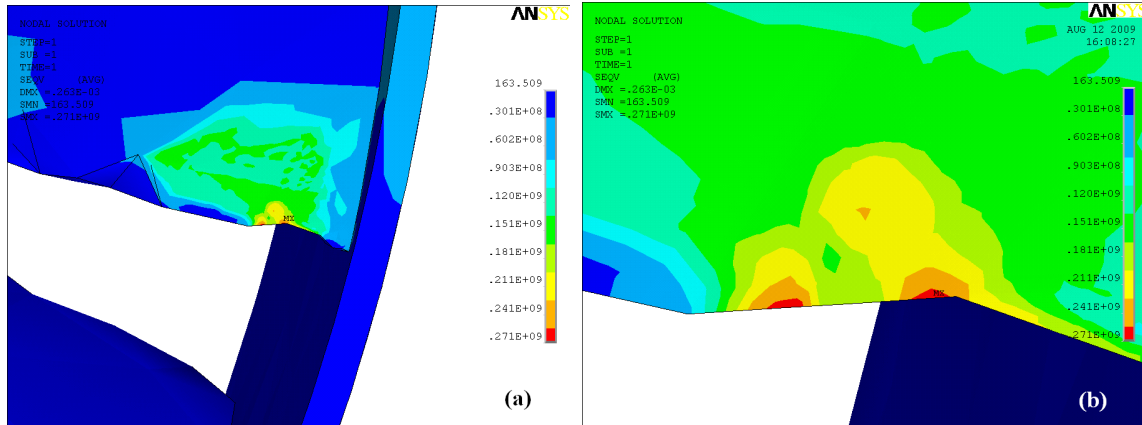 ANSYS
NODAL SOLUTION
STEP=1
SUB =1
TIME=1
SEQV (AVG)
DMX =.263E-03
SMN =163.509
SMX =.271E+09
MX
163.509
.301E+08
.602E+08
.903E+08
.120E+09
.151E+09
.181E+09
.211E+09
.241E+09
.271E+09
(a)
ANSYS
AUG 12 2009
16:08:27
NODAL SOLUTION
STEP=1
SUB =1
TIME=1
SEQV (AVG)
DMX =.263E-03
SMN =163.509
SMX =.271E+09
MX
163.509
.301E+08
.602E+08
.903E+08
.120E+09
.151E+09
.181E+09
.211E+09
.241E+09
.271E+09
(b)